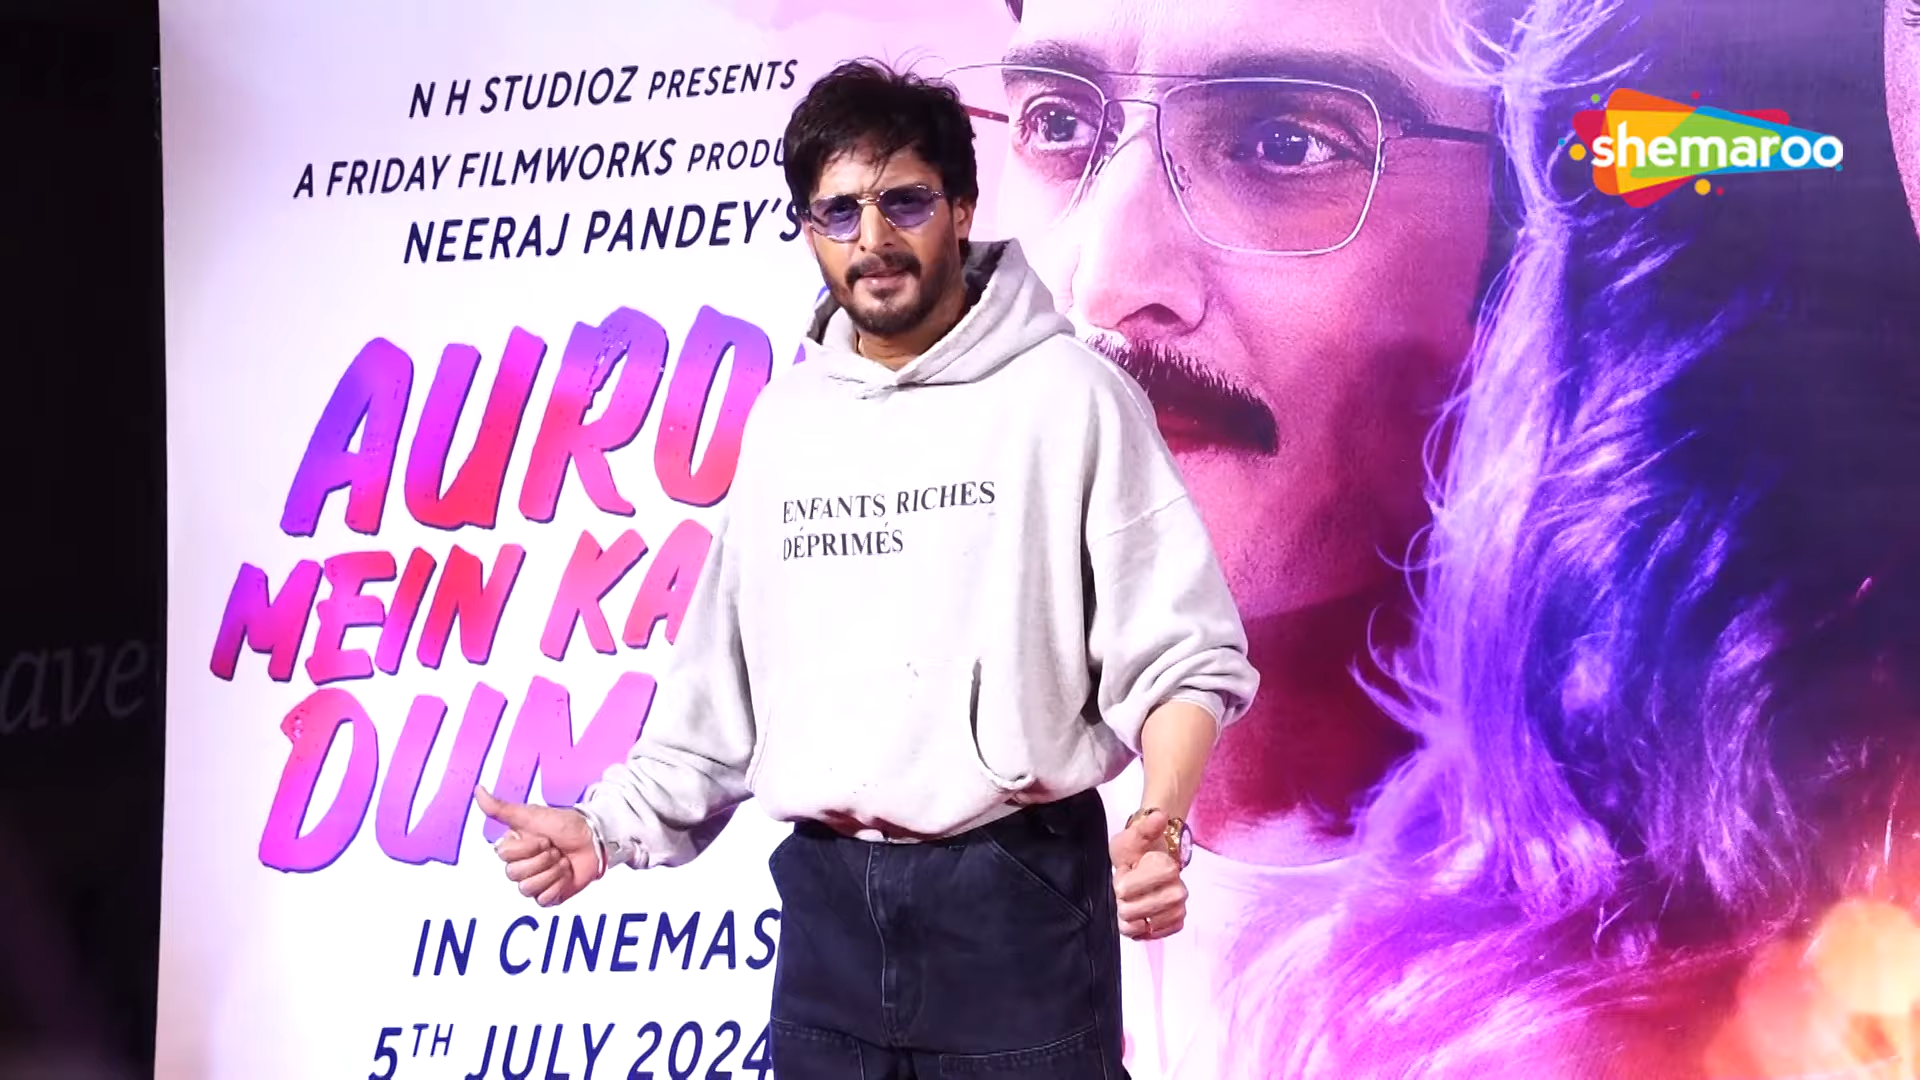 N H STUDIOZ PRESENTS
A FRIDAY FILMWORKS PRODU
NEERAJ PANDEY'S
AURO
MEIN KA
DUM
IN CINEMAS
5TH JULY 2024
shemaroo
ENFANTS RICHES
DÉPRIMÉS
ave